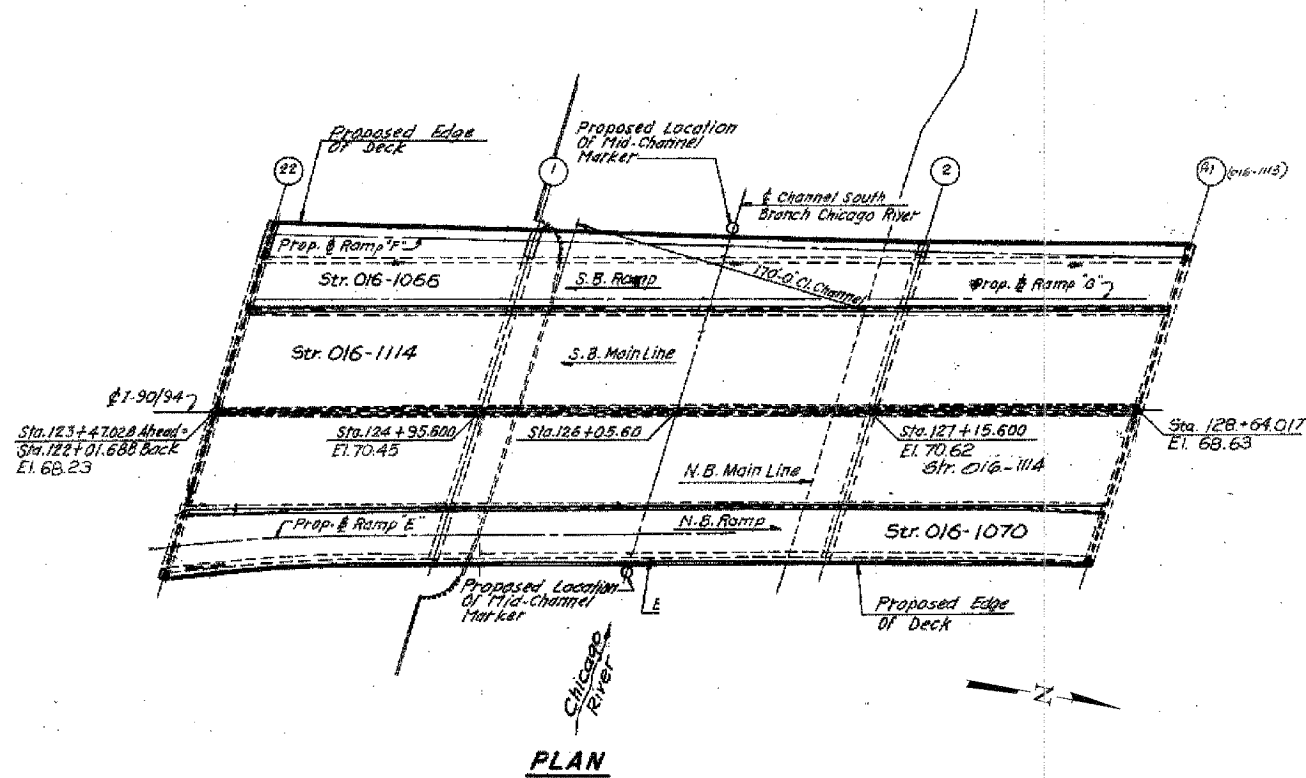 Proposed Edge
Of Deck
Proposed Location
Of Mid-Channel
Marker
22
1
2
(016-1113)
℄ Channel South
Branch Chicago River
Prop. ℄ Ramp "F"
Str. 016-1066
S.B. Ramp
170'-0" Cl. Channel
Prop. ℄ Ramp "G"
Str. 016-1114
S.B. Main Line
℄ I-90/94
Sta. 123+47.028 Ahead=
Sta. 122+01.688 Back
El. 68.23
Sta. 124+95.600
El. 70.45
Sta. 126+05.60
Sta. 127+15.600
El. 70.62
Str. 016-1114
Sta. 128+64.017
El. 68.63
N.B. Main Line
Prop. ℄ Ramp "E"
N.B. Ramp
Str. 016-1070
Proposed Location
Of Mid-Channel
Marker
E
Proposed Edge
Of Deck
Chicago
River
N
PLAN